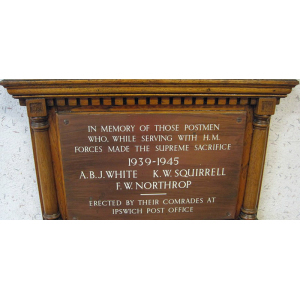 IN MEMORY OF THOSE POSTMEN
WHO, WHILE SERVING WITH H.M.
FORCES MADE THE SUPREME SACRIFICE
1939-1945
A.B.J.WHITE K.W.SQUIRRELL
F.W.NORTHROP
ERECTED BY THEIR COMRADES AT
IPSWICH POST OFFICE